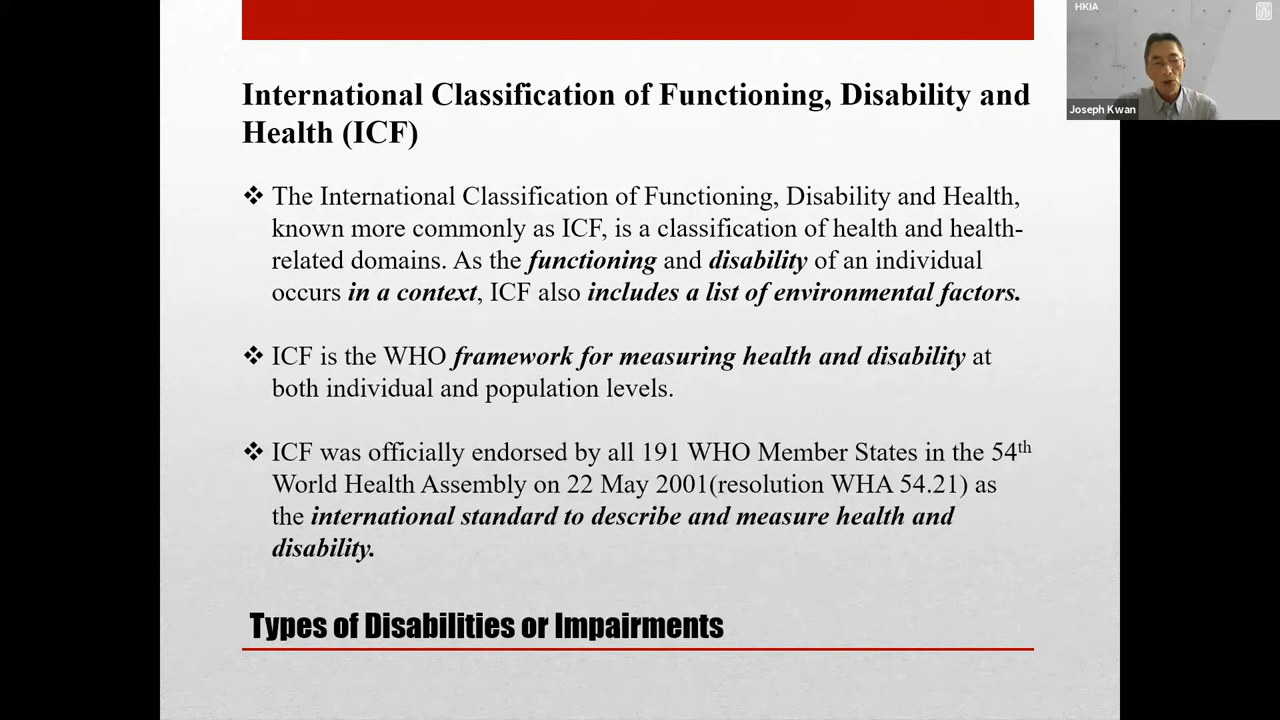 HKIA
Joseph Kwan
International Classification of Functioning, Disability and
Health (ICF)
❖ The International Classification of Functioning, Disability and Health,
known more commonly as ICF, is a classification of health and health-
related domains. As the functioning and disability of an individual
occurs in a context, ICF also includes a list of environmental factors.
❖ ICF is the WHO framework for measuring health and disability at
both individual and population levels.
❖ ICF was officially endorsed by all 191 WHO Member States in the 54th
World Health Assembly on 22 May 2001(resolution WHA 54.21) as
the international standard to describe and measure health and
disability.
Types of Disabilities or Impairments